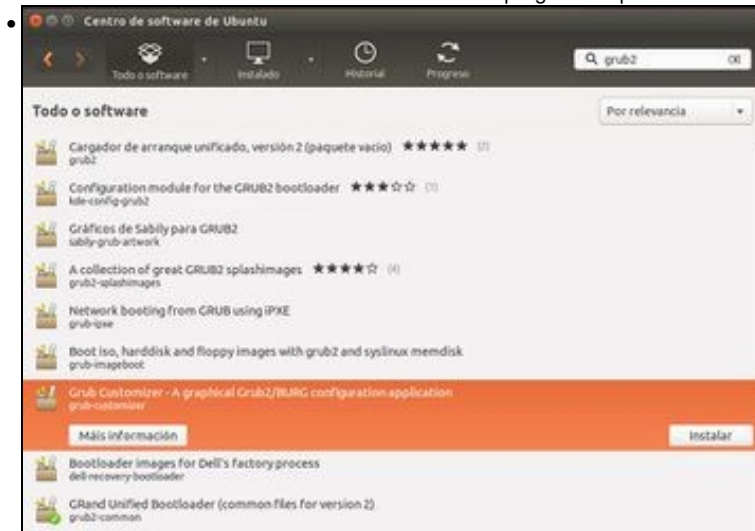 Centro de software de Ubuntu
Todo o software
Instalado
Historial
Progreso
grub2
Todo o software
Por relevancia
Cargador de arranque unificado, versión 2 (paquete vacío) ★★★★★
grub2
Configuration module for the GRUB2 bootloader ★★★☆☆
kde-config-grub2
Gráficos de Sabily para GRUB2
sabily-grub-artwork
A collection of great GRUB2 splashimages ★★★★☆ (4)
grub2-splashimages
Network booting from GRUB using iPXE
grub-ipxe
Boot iso, harddisk and floppy images with grub2 and syslinux memdisk
grub-imageboot
Grub Customizer - A graphical Grub2/BURG configuration application
grub-customizer
Máis información
Instalar
Bootloader images for Dell's factory process
dell-recovery-bootloader
GRand Unified Bootloader (common files for version 2)
grub2-common